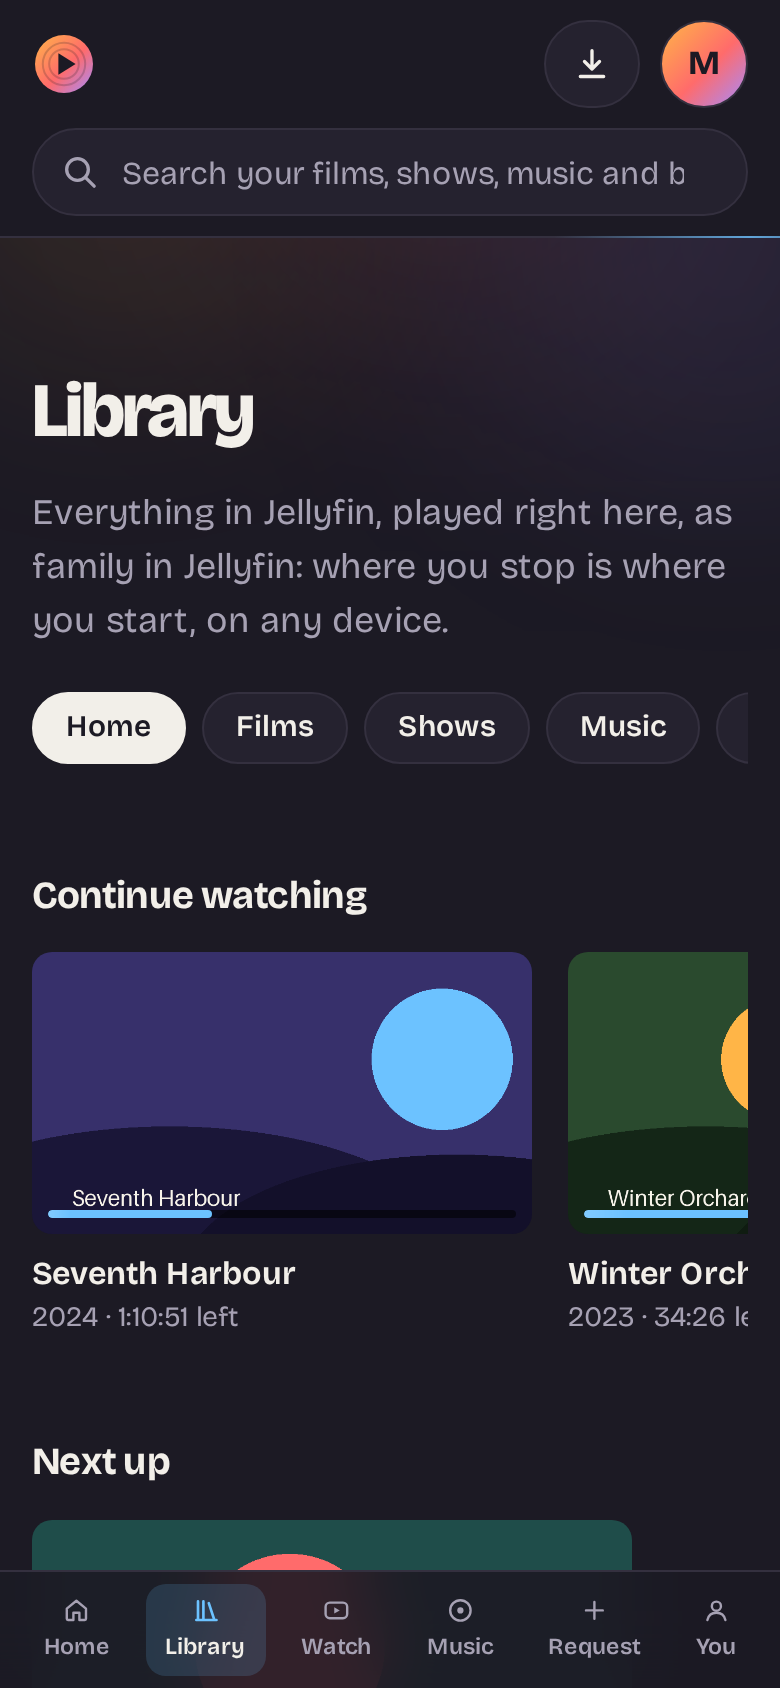 M
Search your films, shows, music and b
Library
Everything in Jellyfin, played right here, as
family in Jellyfin: where you stop is where
you start, on any device.
Home Films Shows Music
Continue watching
Seventh Harbour Winter Orchar
Seventh Harbour Winter Orch
2024 · 1:10:51 left 2023 · 34:26 le
Next up
Home Library Watch Music Request You